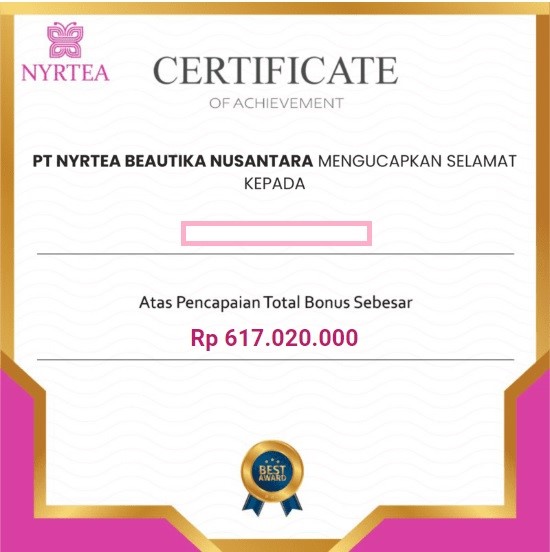 NYRTEA
CERTIFICATE
OF ACHIEVEMENT
PT NYRTEA BEAUTIKA NUSANTARA MENGUCAPKAN SELAMAT
KEPADA
Atas Pencapaian Total Bonus Sebesar
Rp 617.020.000
BEST
AWARD